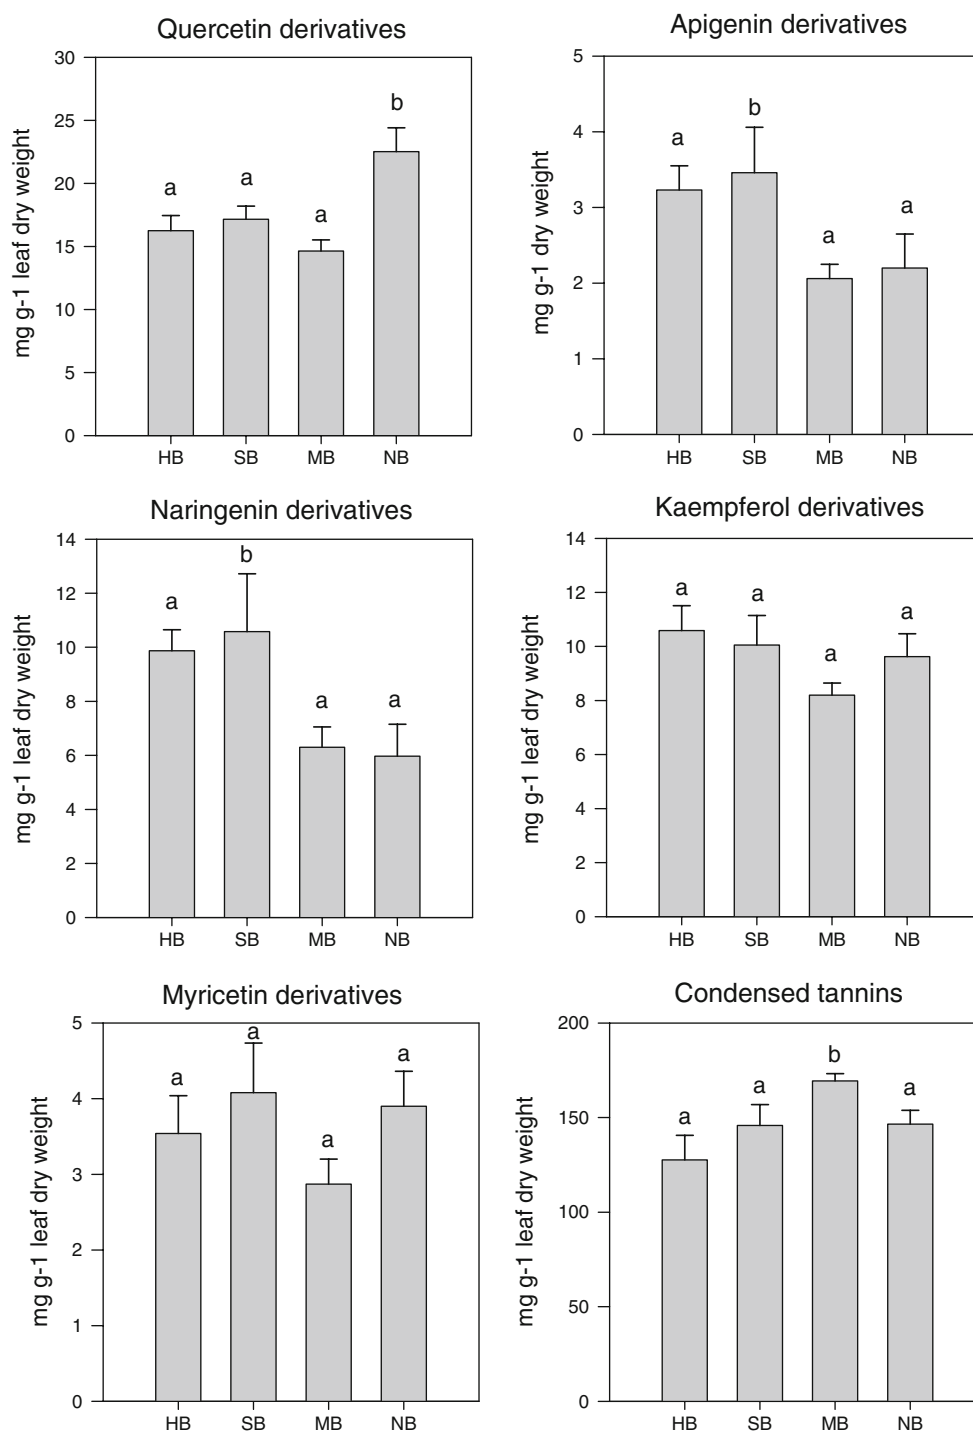 Quercetin derivatives
mg g-1 leaf dry weight
30
25
20
15
10
5
0
a
a
a
b
HB SB MB NB
Apigenin derivatives
mg g-1 dry weight
5
4
3
2
1
0
a
b
a
a
HB SB MB NB
Naringenin derivatives
mg g-1 leaf dry weight
14
12
10
8
6
4
2
0
a
b
a
a
HB SB MB NB
Kaempferol derivatives
mg g-1 leaf dry weight
14
12
10
8
6
4
2
0
a
a
a
a
HB SB MB NB
Myricetin derivatives
mg g-1 leaf dry weight
5
4
3
2
1
0
a
a
a
a
HB SB MB NB
Condensed tannins
mg g-1 leaf dry weight
200
150
100
50
0
a
a
b
a
HB SB MB NB